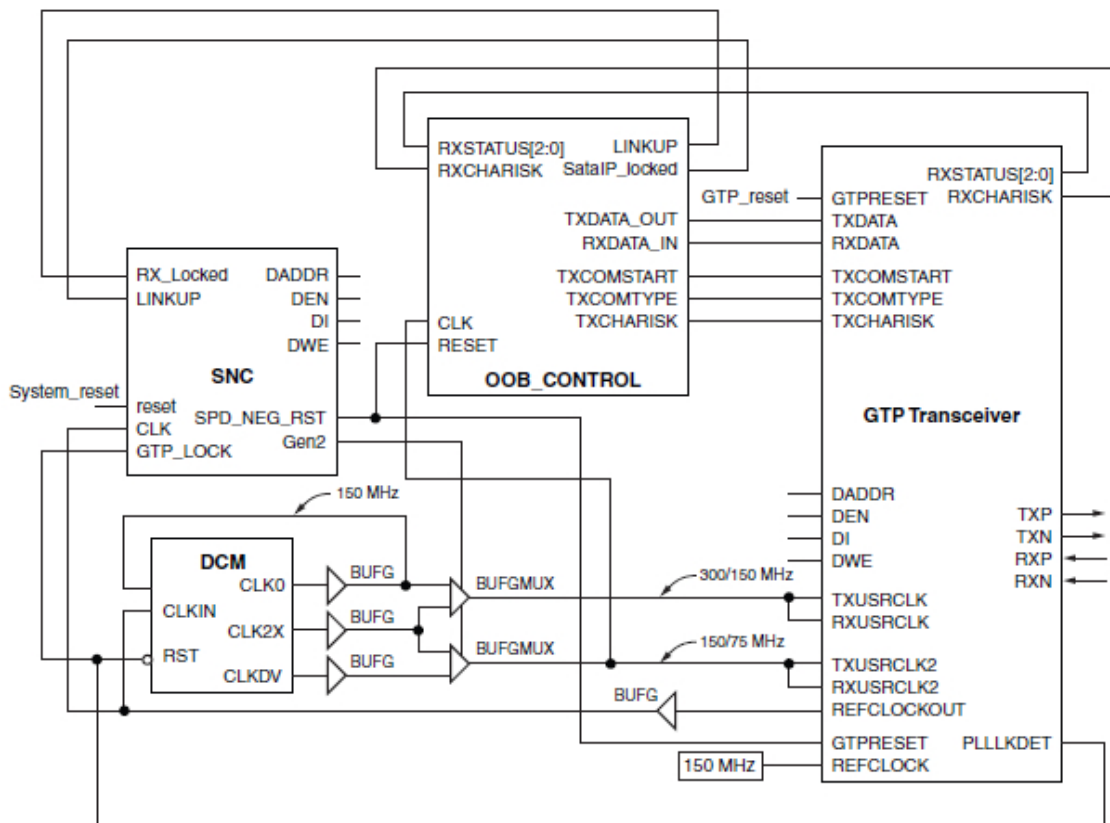 RXSTATUS[2:0]
RXCHARISK
LINKUP
SataIP_locked
TXDATA_OUT
RXDATA_IN
TXCOMSTART
TXCOMTYPE
TXCHARISK
CLK
RESET
OOB_CONTROL
RX_Locked
LINKUP
DADDR
DEN
DI
DWE
SNC
System_reset
reset
CLK
GTP_LOCK
SPD_NEG_RST
Gen2
GTP_reset
RXSTATUS[2:0]
RXCHARISK
GTPRESET
TXDATA
RXDATA
TXCOMSTART
TXCOMTYPE
TXCHARISK
GTP Transceiver
DADDR
DEN
DI
DWE
TXP
TXN
RXP
RXN
TXUSRCLK
RXUSRCLK
TXUSRCLK2
RXUSRCLK2
REFCLOCKOUT
GTPRESET
PLLLKDET
REFCLOCK
150 MHz
DCM
CLK0
CLKIN
CLK2X
RST
CLKDV
BUFG
BUFG
BUFG
BUFGMUX
BUFGMUX
300/150 MHz
150/75 MHz
BUFG
150 MHz